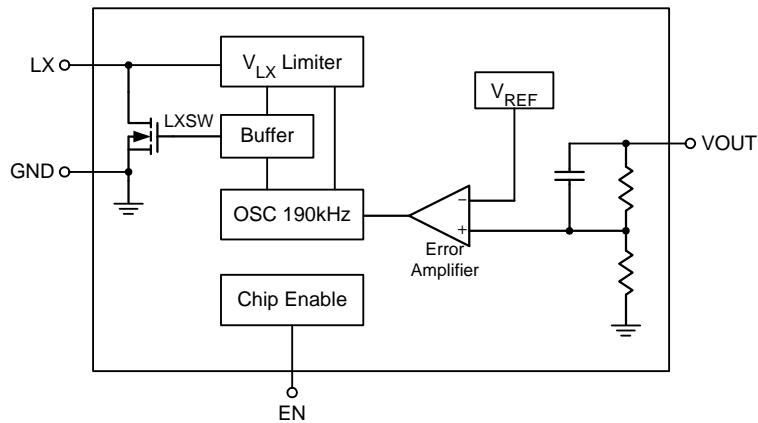 LX
V_LX Limiter
V_REF
LXSW
Buffer
VOUT
GND
OSC 190kHz
−
+
Error
Amplifier
Chip Enable
EN